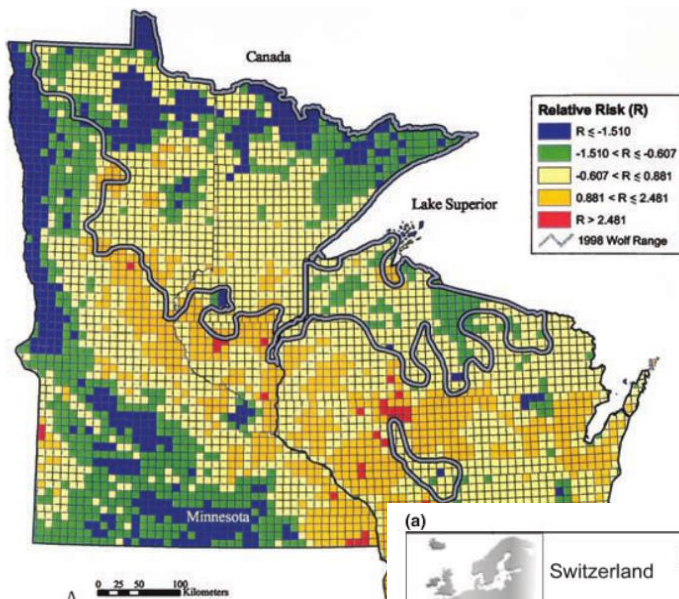 Canada
Relative Risk (R)
R ≤ -1.510
-1.510 < R ≤ -0.607
-0.607 < R ≤ 0.881
0.881 < R ≤ 2.481
R > 2.481
1998 Wolf Range
Lake Superior
Minnesota
(a)
Switzerland
A
0 25 50 100
Kilometers